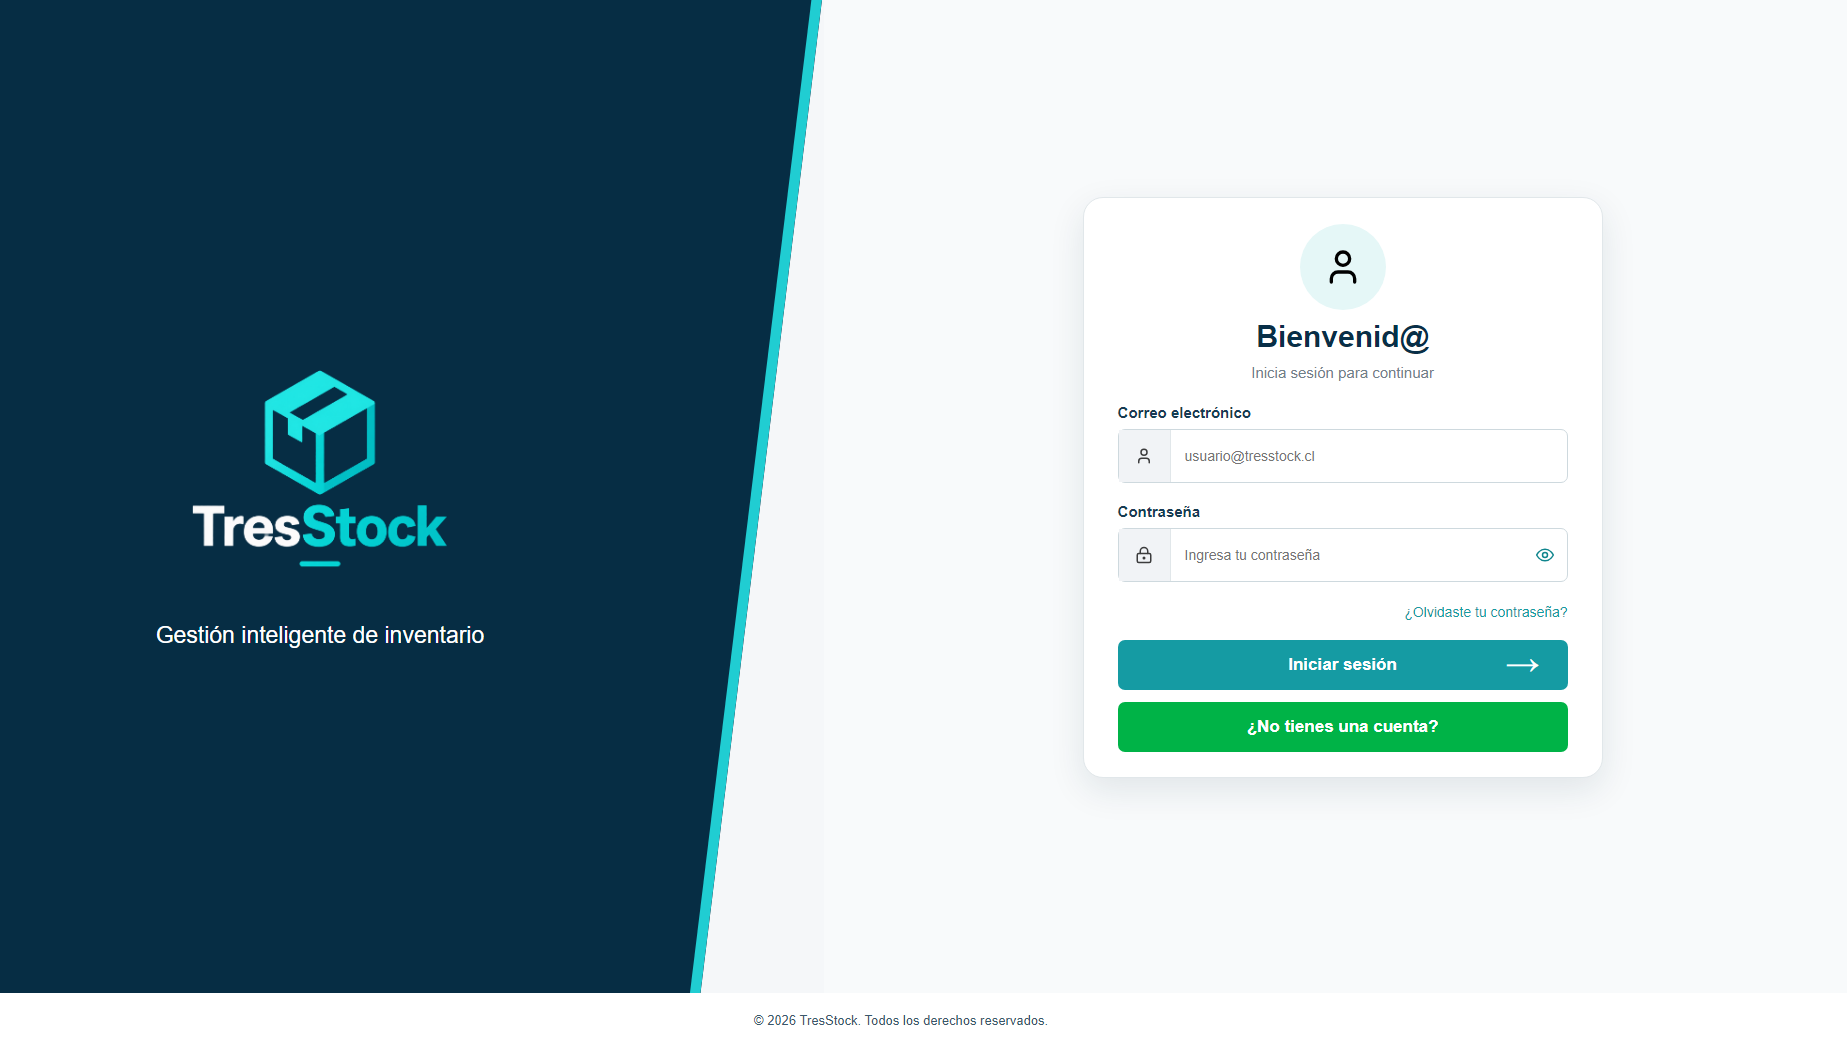 TresStock
Gestión inteligente de inventario
Bienvenid@
Inicia sesión para continuar
Correo electrónico
usuario@tresstock.cl
Contraseña
Ingresa tu contraseña
¿Olvidaste tu contraseña?
Iniciar sesión
¿No tienes una cuenta?
© 2026 TresStock. Todos los derechos reservados.